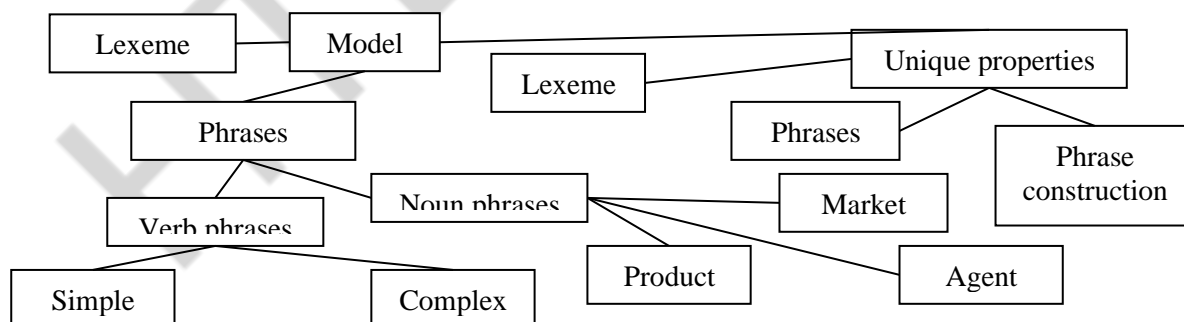 Lexeme
Model
Unique properties
Lexeme
Phrases
Phrases
Phrase
construction
Noun phrases
Market
Verb phrases
Product
Agent
Simple
Complex